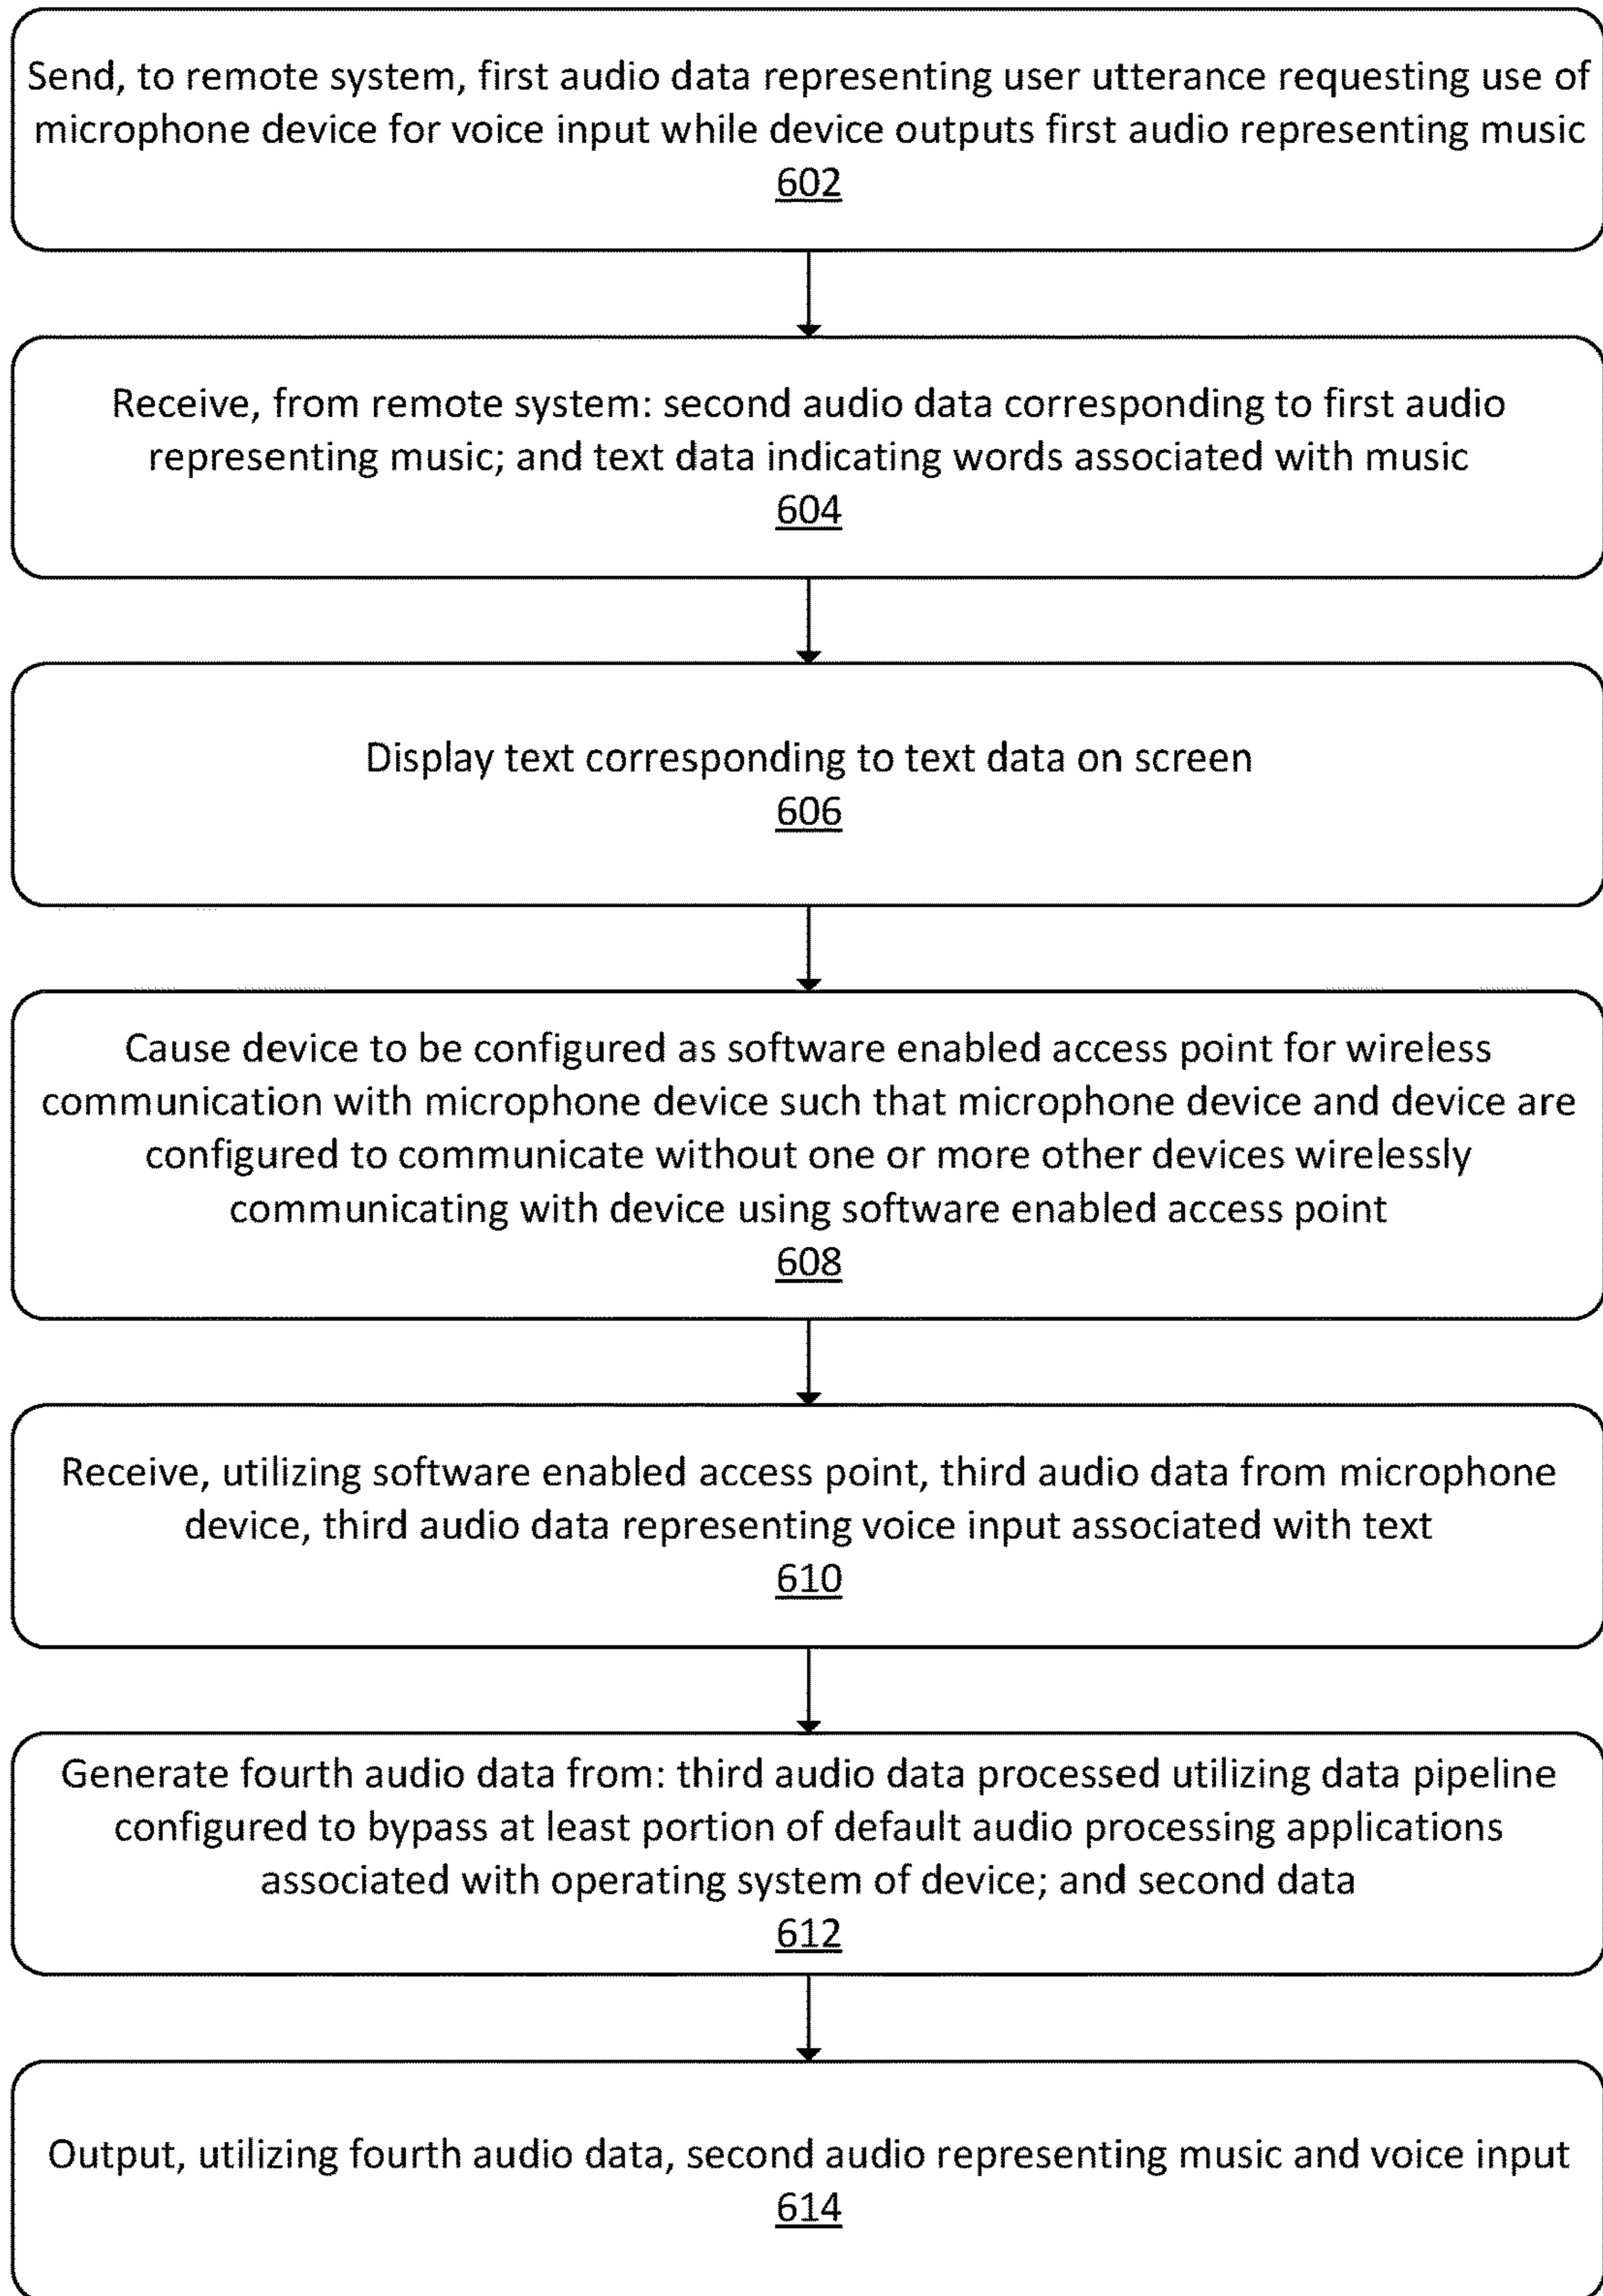 Send, to remote system, first audio data representing user utterance requesting use of
microphone device for voice input while device outputs first audio representing music
602
Receive, from remote system: second audio data corresponding to first audio
representing music; and text data indicating words associated with music
604
Display text corresponding to text data on screen
606
Cause device to be configured as software enabled access point for wireless
communication with microphone device such that microphone device and device are
configured to communicate without one or more other devices wirelessly
communicating with device using software enabled access point
608
Receive, utilizing software enabled access point, third audio data from microphone
device, third audio data representing voice input associated with text
610
Generate fourth audio data from: third audio data processed utilizing data pipeline
configured to bypass at least portion of default audio processing applications
associated with operating system of device; and second data
612
Output, utilizing fourth audio data, second audio representing music and voice input
614